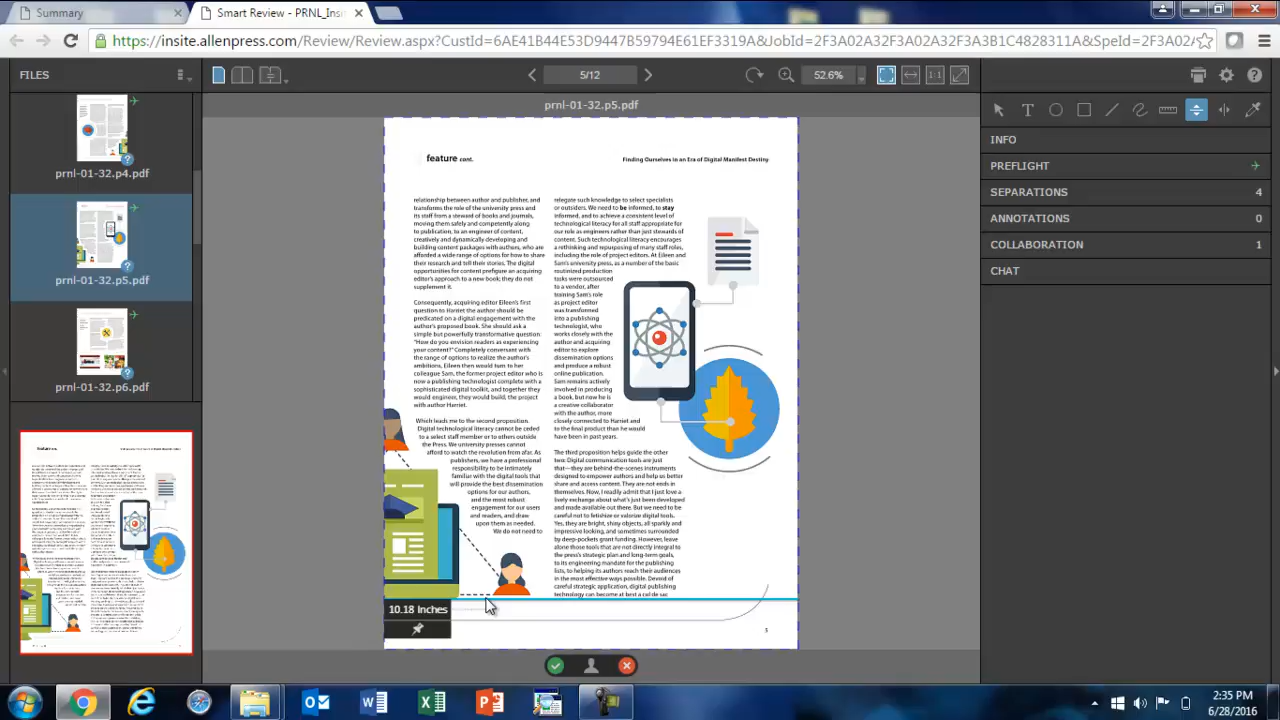 Summary
Smart Review - PRNL_Insi
https://insite.allenpress.com/Review/Review.aspx?CustId=6AE41B44E53D9447B59794E61EF3319A&JobId=2F3A02A32F3A02A32F3A3B1C4828311A&SpeId=2F3A02A
FILES
5/12
52.6%
1:1
prnl-01-32.p5.pdf
prnl-01-32.p4.pdf
prnl-01-32.p5.pdf
prnl-01-32.p6.pdf
feature cont.
Finding Ourselves in an Era of Digital Manifest Destiny
relationship between author and publisher, and
transforms the role of the university press and
its staff from a steward of books and journals,
moving them safely and competently along
to publication, to an engineer of content,
creatively and dynamically developing and
building content packages with authors, who are
afforded a wide range of options for how to share
their research and tell their stories. The digital
opportunities for content prefigure an acquiring
editor's approach to a new book; they do not
supplement it.
Consequently, acquiring editor Eileen's first
question to Harriet the author should be
predicated on a digital engagement with the
author's proposed book. She should ask a
simple but powerfully transformative question:
"How do you envision readers as experiencing
your content?" Completely conversant with
the range of options to realize the author's
ambitions, Eileen then would turn to her
colleague Sam, the former project editor who is
now a publishing technologist complete with a
sophisticated digital toolkit, and together they
would engineer, they would build, the project
with author Harriet.
Which leads me to the second proposition.
Digital technological literacy cannot be ceded
to a select staff member or to others outside
the Press. We university presses cannot
afford to watch the revolution from afar. As
publishers, we have a professional
responsibility to be intimately
familiar with the digital tools that
will provide the best dissemination
options for our authors,
and the most robust
engagement for our users
and readers, and draw
upon them as needed.
We do not need to
relegate such knowledge to select specialists
or outsiders. We need to be informed, to stay
informed, and to achieve a consistent level of
technological literacy for all staff appropriate for
our role as engineers rather than just stewards of
content. Such technological literacy encourages
a rethinking and repurposing of many staff roles,
including the role of project editors. At Eileen and
Sam's university press, as a number of the basic
routinized production
tasks were outsourced
to a vendor, after
training Sam's role
as project editor
was transformed
into a publishing
technologist, who
works closely with the
author and acquiring
editor to explore
dissemination options
and produce a robust
online publication.
Sam remains actively
involved in producing
a book, but now he is
a creative collaborator
with the author, more
closely connected to Harriet and
to the final product than he would
have been in past years.
The third proposition helps guide the other
two: Digital communication tools are just
that—they are behind-the-scenes instruments
designed to empower authors and help us better
share and access content. They are not ends in
themselves. Now, I readily admit that I just love a
lively exchange about what's just been developed
and made available out there. But we need to be
careful not to fetishize or valorize digital tools.
Yes, they are bright, shiny objects, all sparkly and
impressive looking, and sometimes surrounded
by deep-pockets grant funding. However, leave
alone those tools that are not directly integral to
the press's strategic plan and long-term goals,
to its engineering mandate for the publishing
lists, to helping its authors reach their audiences
in the most effective ways possible. Devoid of
careful strategic application, digital publishing
technology can become at best a cul de sac
10.18 Inches
3
INFO
PREFLIGHT
SEPARATIONS 4
ANNOTATIONS 0
COLLABORATION 1
CHAT
2:35 PM
6/28/2016